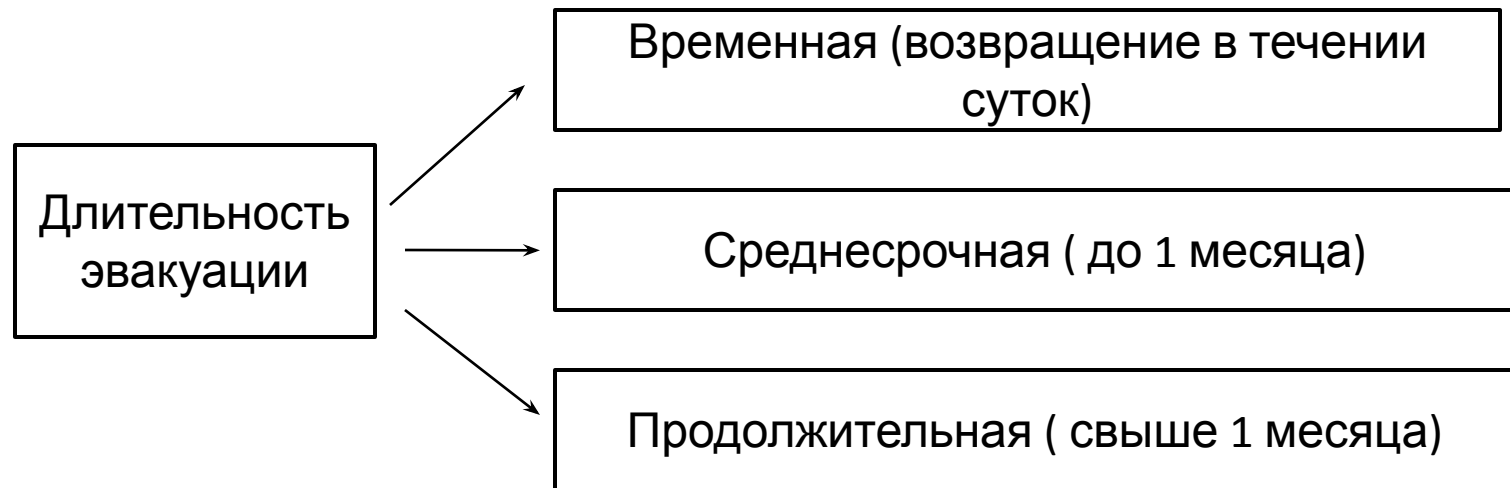 Временная (возвращение в течении
суток)
Длительность
эвакуации
Среднесрочная ( до 1 месяца)
Продолжительная ( свыше 1 месяца)